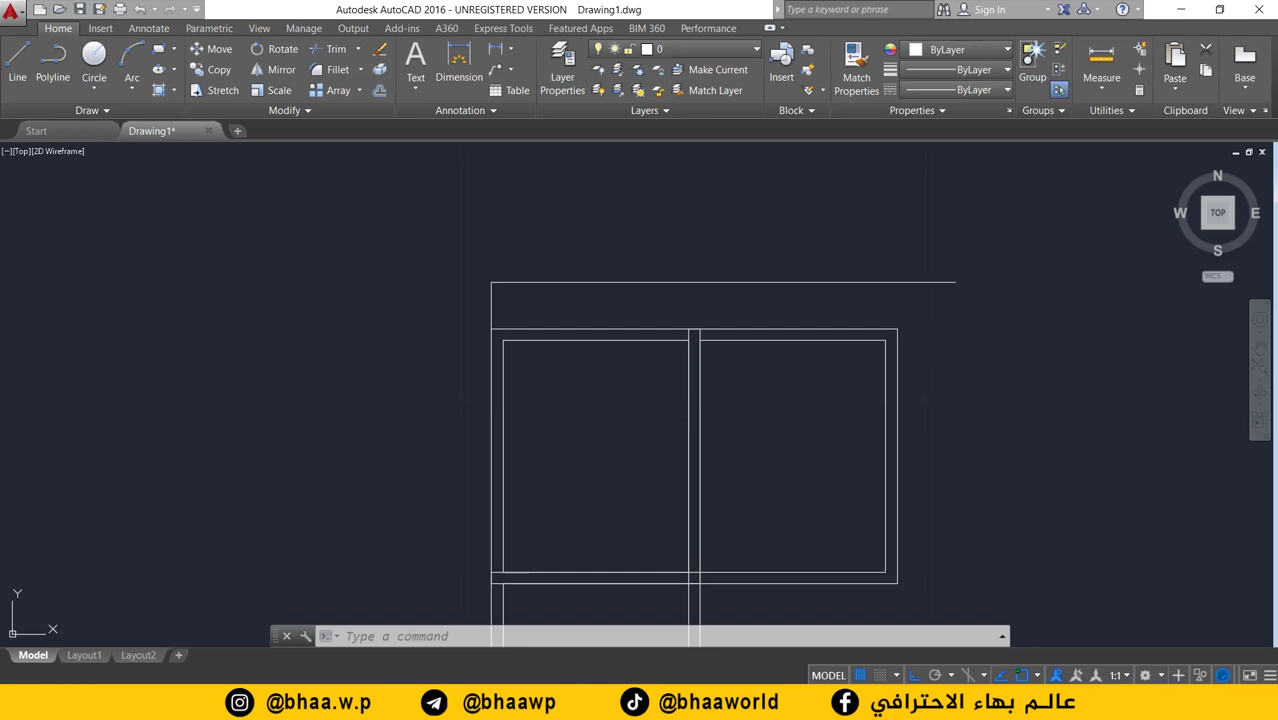 Autodesk AutoCAD 2016 - UNREGISTERED VERSION Drawing1.dwg
Type a keyword or phrase
Sign In
Home Insert Annotate Parametric View Manage Output Add-ins A360 Express Tools Featured Apps BIM 360 Performance
Line Polyline Circle Arc
Move Rotate Trim
Copy Mirror Fillet
Stretch Scale Array
Text Dimension Table
Layer Properties
0
Make Current
Match Layer
Insert
Match Properties
ByLayer
ByLayer
ByLayer
Group
Measure
Paste
Base
Draw Modify Annotation Layers Block Properties Groups Utilities Clipboard View
Start Drawing1*
[−][Top][2D Wireframe]
N
W TOP E
S
WCS
Y
X
Type a command
Model Layout1 Layout2
MODEL 1:1
@bhaa.w.p @bhaawp @bhaaworld عالم بهاء الاحترافي